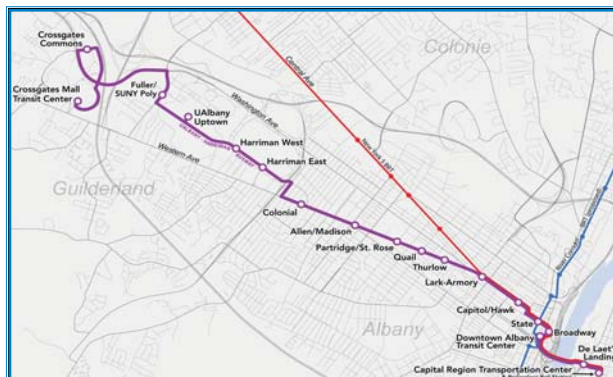 Crossgates
Commons
Colonie
Central Ave
Crossgates Mall
Transit Center
Fuller/
SUNY Poly
Washington Ave
UAlbany
Uptown
Western Ave
Harriman West
Harriman East
Guilderland
Colonial
Allen/Madison
Partridge/St. Rose
Quail
Thurlow
Lark-Armory
Capitol/Hawk
State
Broadway
Albany
Downtown Albany
Transit Center
De Laet'
Landing
Capital Region Transportation Center